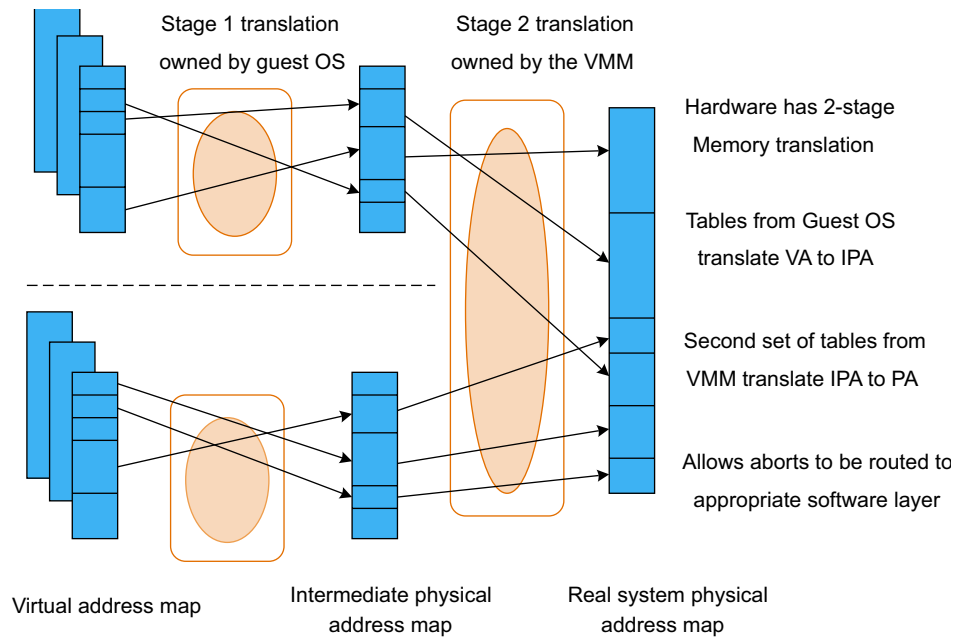 Stage 1 translation
owned by guest OS
Stage 2 translation
owned by the VMM
Hardware has 2-stage
Memory translation
Tables from Guest OS
translate VA to IPA
Second set of tables from
VMM translate IPA to PA
Allows aborts to be routed to
appropriate software layer
Virtual address map
Intermediate physical
address map
Real system physical
address map